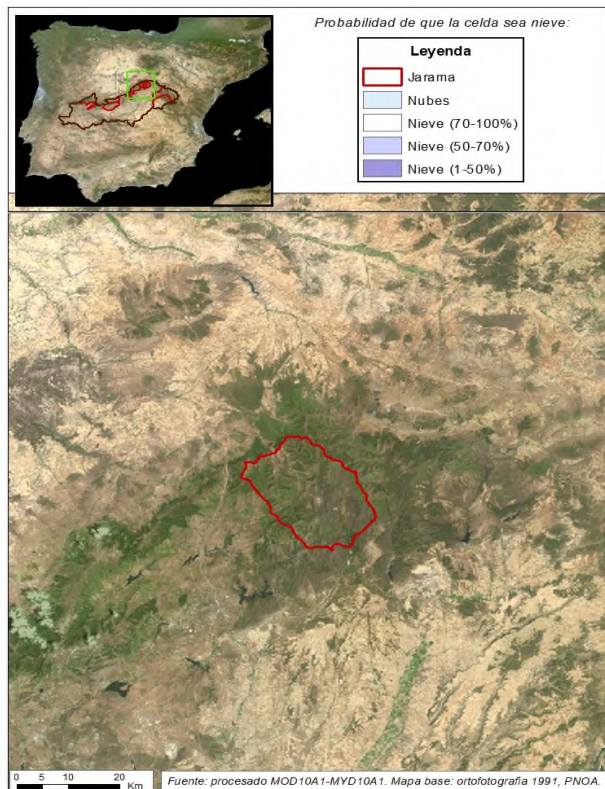 Probabilidad de que la celda sea nieve:
Leyenda
Jarama
Nubes
Nieve (70-100%)
Nieve (50-70%)
Nieve (1-50%)
0 5 10 20
Km
Fuente: procesado MOD10A1-MYD10A1. Mapa base: ortofotografía 1991, PNOA.